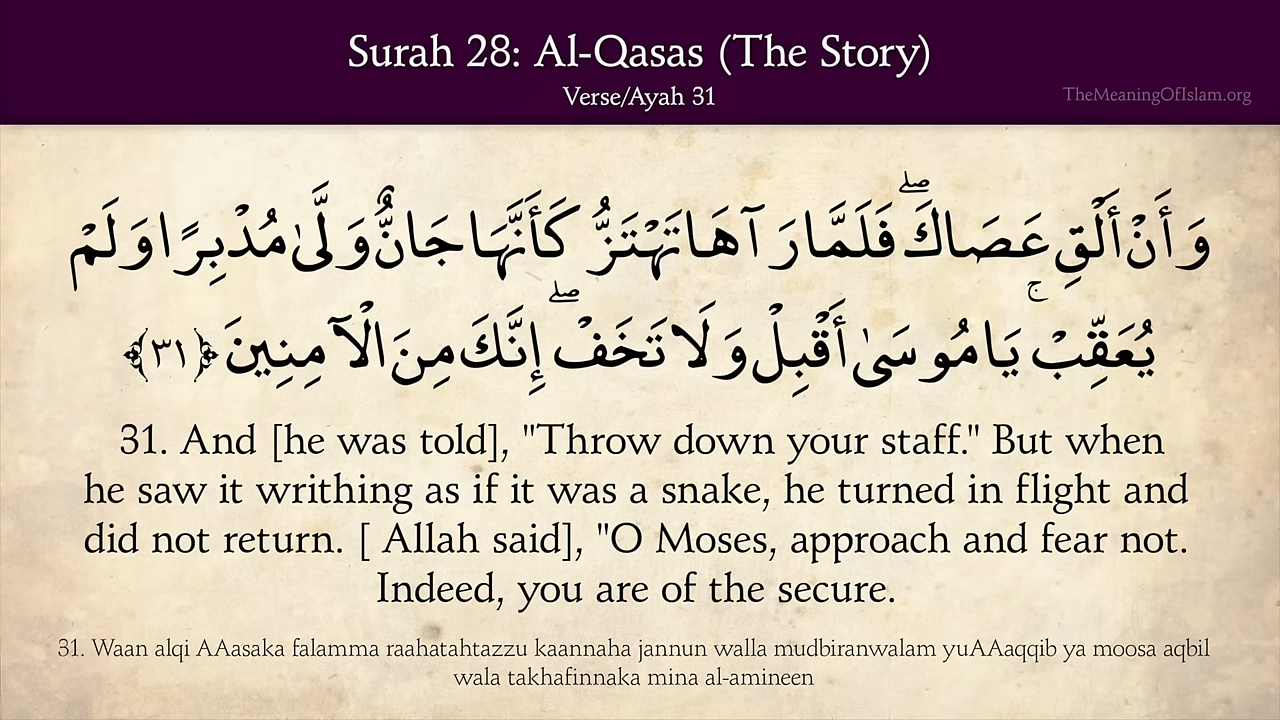 Surah 28: Al-Qasas (The Story)
Verse/Ayah 31
TheMeaningOfIslam.org
وَأَنْ أَلْقِ عَصَاكَ ۖ فَلَمَّا رَآهَا تَهْتَزُّ كَأَنَّهَا جَانٌّ وَلَّىٰ مُدْبِرًا وَلَمْ
يُعَقِّبْ ۚ يَا مُوسَىٰ أَقْبِلْ وَلَا تَخَفْ ۖ إِنَّكَ مِنَ الْآمِنِينَ ﴿٣١﴾
31. And [he was told], "Throw down your staff." But when
he saw it writhing as if it was a snake, he turned in flight and
did not return. [ Allah said], "O Moses, approach and fear not.
Indeed, you are of the secure.
31. Waan alqi AAasaka falamma raahatahtazzu kaannaha jannun walla mudbiranwalam yuAAaqqib ya moosa aqbil
wala takhafinnaka mina al-amineen